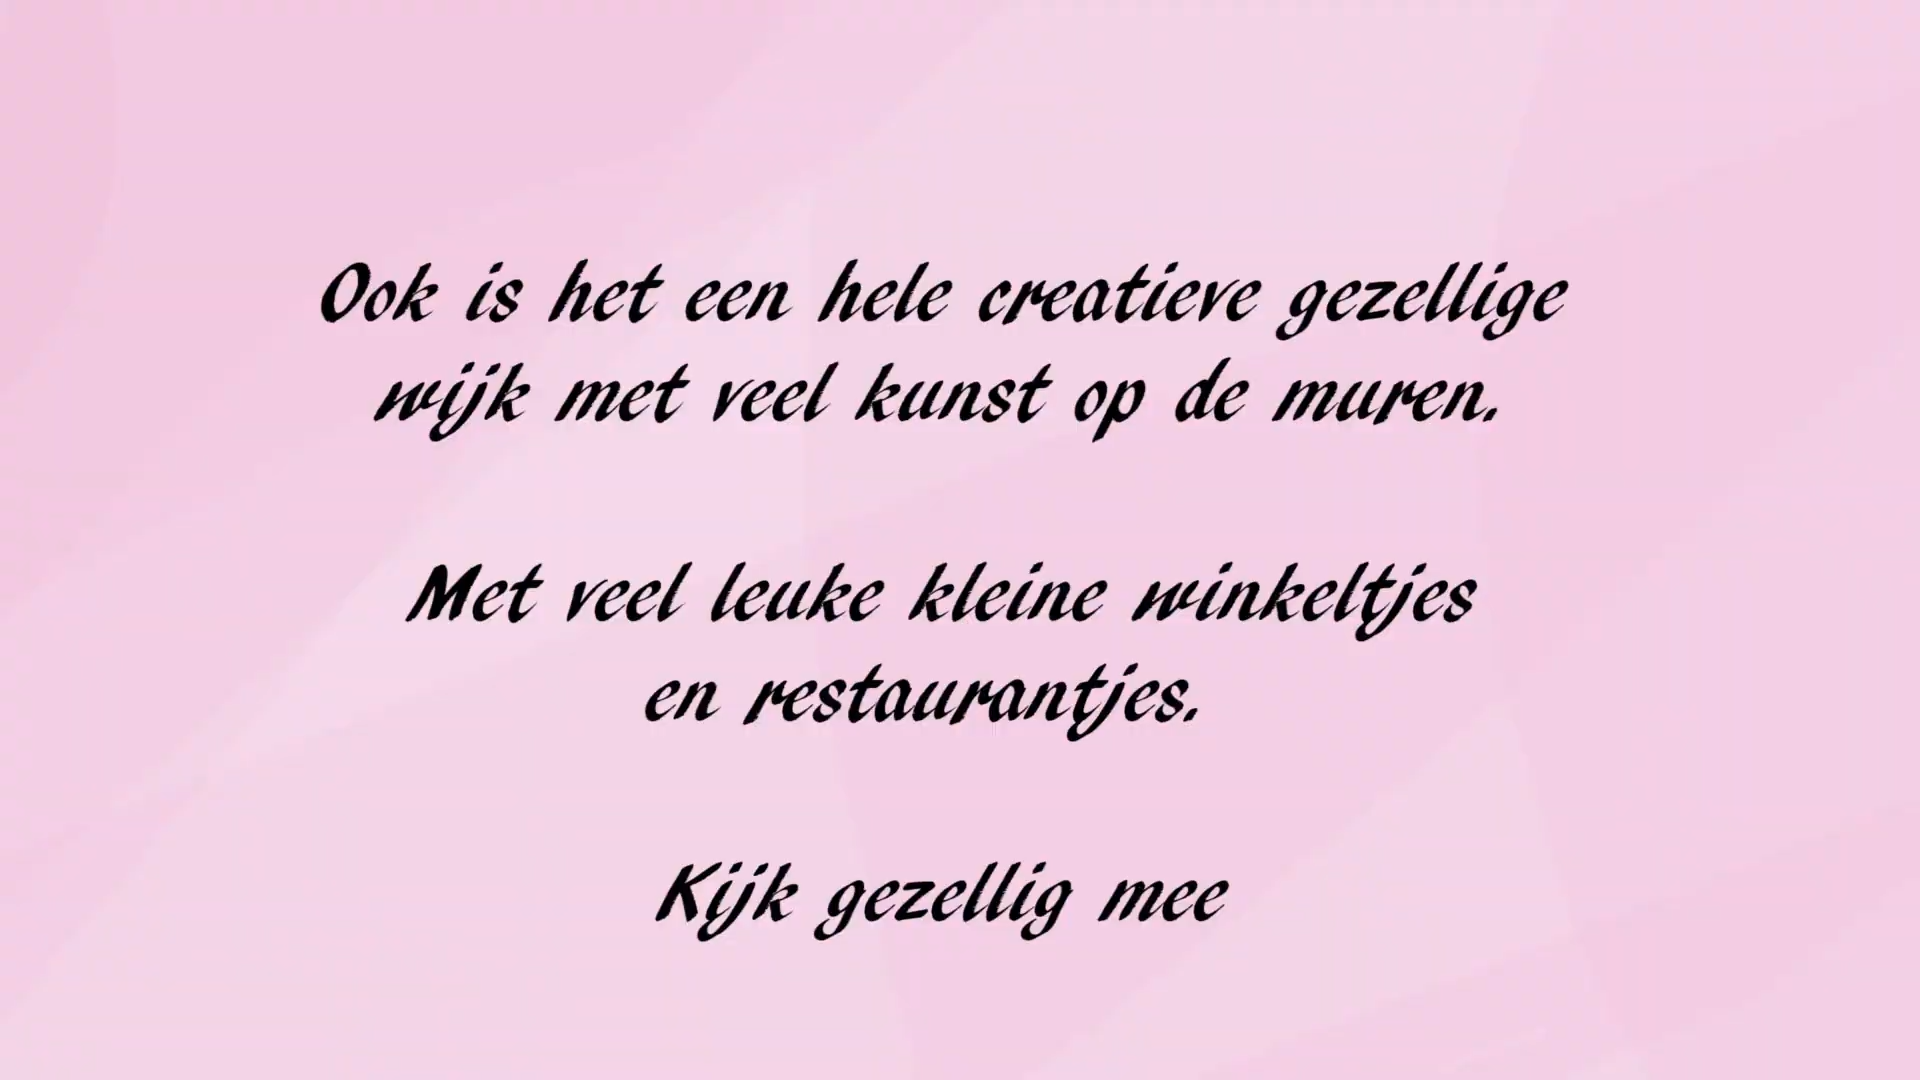 Ook is het een hele creatieve gezellige
wijk met veel kunst op de muren.
Met veel leuke kleine winkeltjes
en restaurantjes.
Kijk gezellig mee